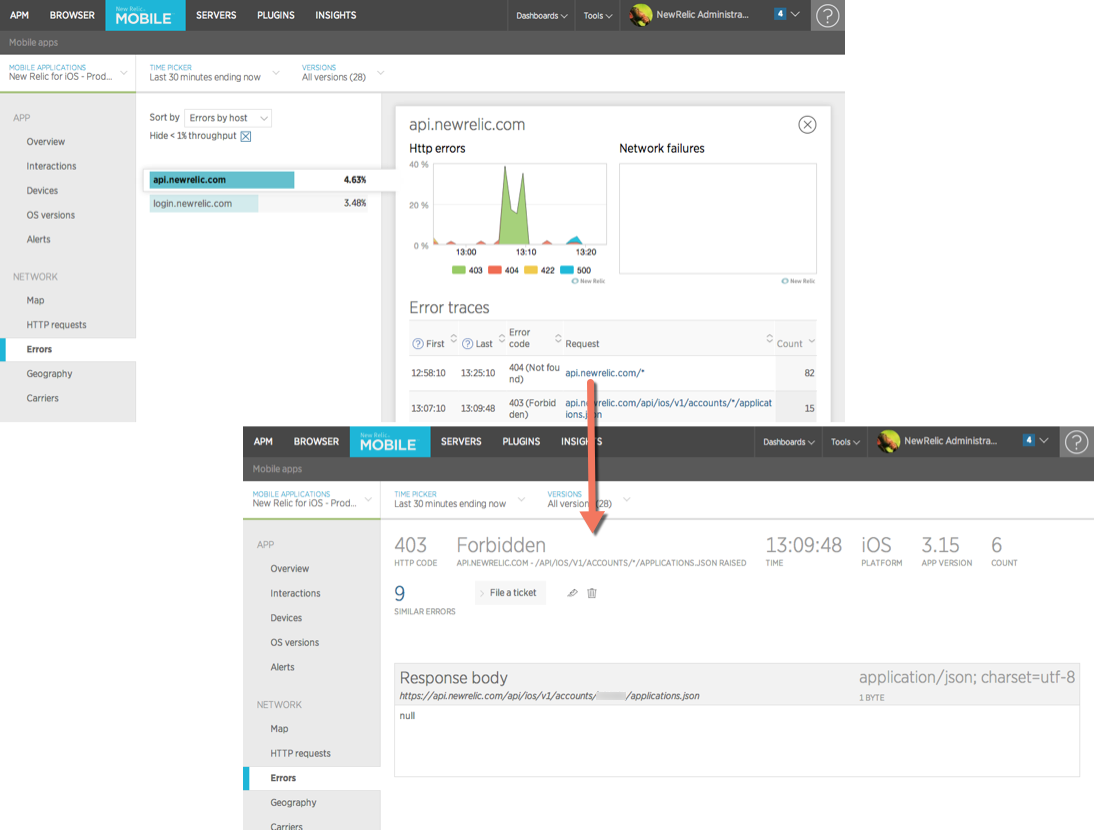 APM BROWSER New Relic. MOBILE SERVERS PLUGINS INSIGHTS Dashboards Tools NewRelic Administra... 4 ?
Mobile apps
MOBILE APPLICATIONS
New Relic for iOS - Prod...
TIME PICKER
Last 30 minutes ending now
VERSIONS
All versions (28)
APP
Overview
Interactions
Devices
OS versions
Alerts
NETWORK
Map
HTTP requests
Errors
Geography
Carriers
Sort by Errors by host
Hide < 1% throughput
api.newrelic.com 4.63%
login.newrelic.com 3.48%
api.newrelic.com
Http errors
40 %
20 %
0 %
13:00 13:10 13:20
403 404 422 500
New Relic
Network failures
New Relic
Error traces
? First ? Last Error code Request Count
12:58:10 13:25:10 404 (Not fou
nd) api.newrelic.com/* 82
13:07:10 13:09:48 403 (Forbid
den) api.newrelic.com/api/ios/v1/accounts/*/applicat
ions.json 15
APM BROWSER New Relic. MOBILE SERVERS PLUGINS INSIGHTS Dashboards Tools NewRelic Administra... 4 ?
Mobile apps
MOBILE APPLICATIONS
New Relic for iOS - Prod...
TIME PICKER
Last 30 minutes ending now
VERSIONS
All versions (28)
APP
Overview
Interactions
Devices
OS versions
Alerts
NETWORK
Map
HTTP requests
Errors
Geography
Carriers
403
HTTP CODE
Forbidden
API.NEWRELIC.COM - /API/IOS/V1/ACCOUNTS/*/APPLICATIONS.JSON RAISED
13:09:48
TIME
iOS
PLATFORM
3.15
APP VERSION
6
COUNT
9
SIMILAR ERRORS
File a ticket
Response body
https://api.newrelic.com/api/ios/v1/accounts/ /applications.json
application/json; charset=utf-8
1 BYTE
null